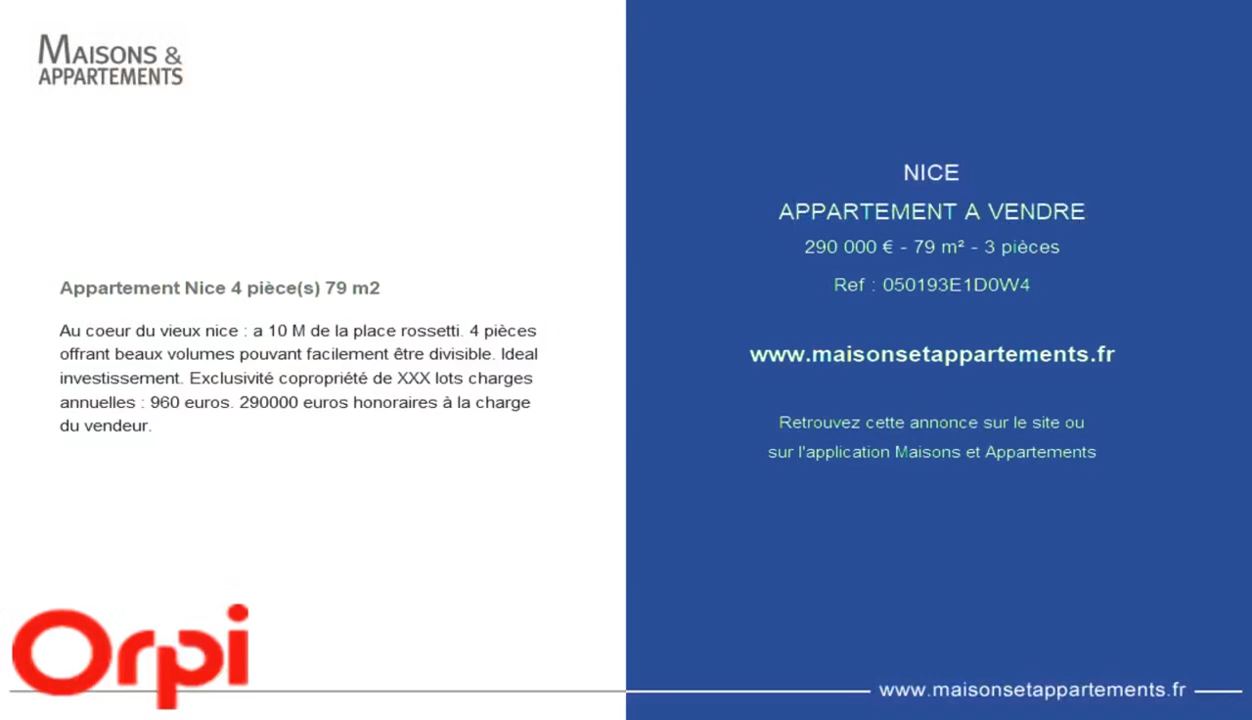 MAISONS &
APPARTEMENTS
Appartement Nice 4 pièce(s) 79 m2
Au coeur du vieux nice : a 10 M de la place rossetti. 4 pièces
offrant beaux volumes pouvant facilement être divisible. Ideal
investissement. Exclusivité copropriété de XXX lots charges
annuelles : 960 euros. 290000 euros honoraires à la charge
du vendeur.
Orpi
NICE
APPARTEMENT A VENDRE
290 000 € - 79 m² - 3 pièces
Ref : 050193E1D0W4
www.maisonsetappartements.fr
Retrouvez cette annonce sur le site ou
sur l'application Maisons et Appartements
www.maisonsetappartements.fr